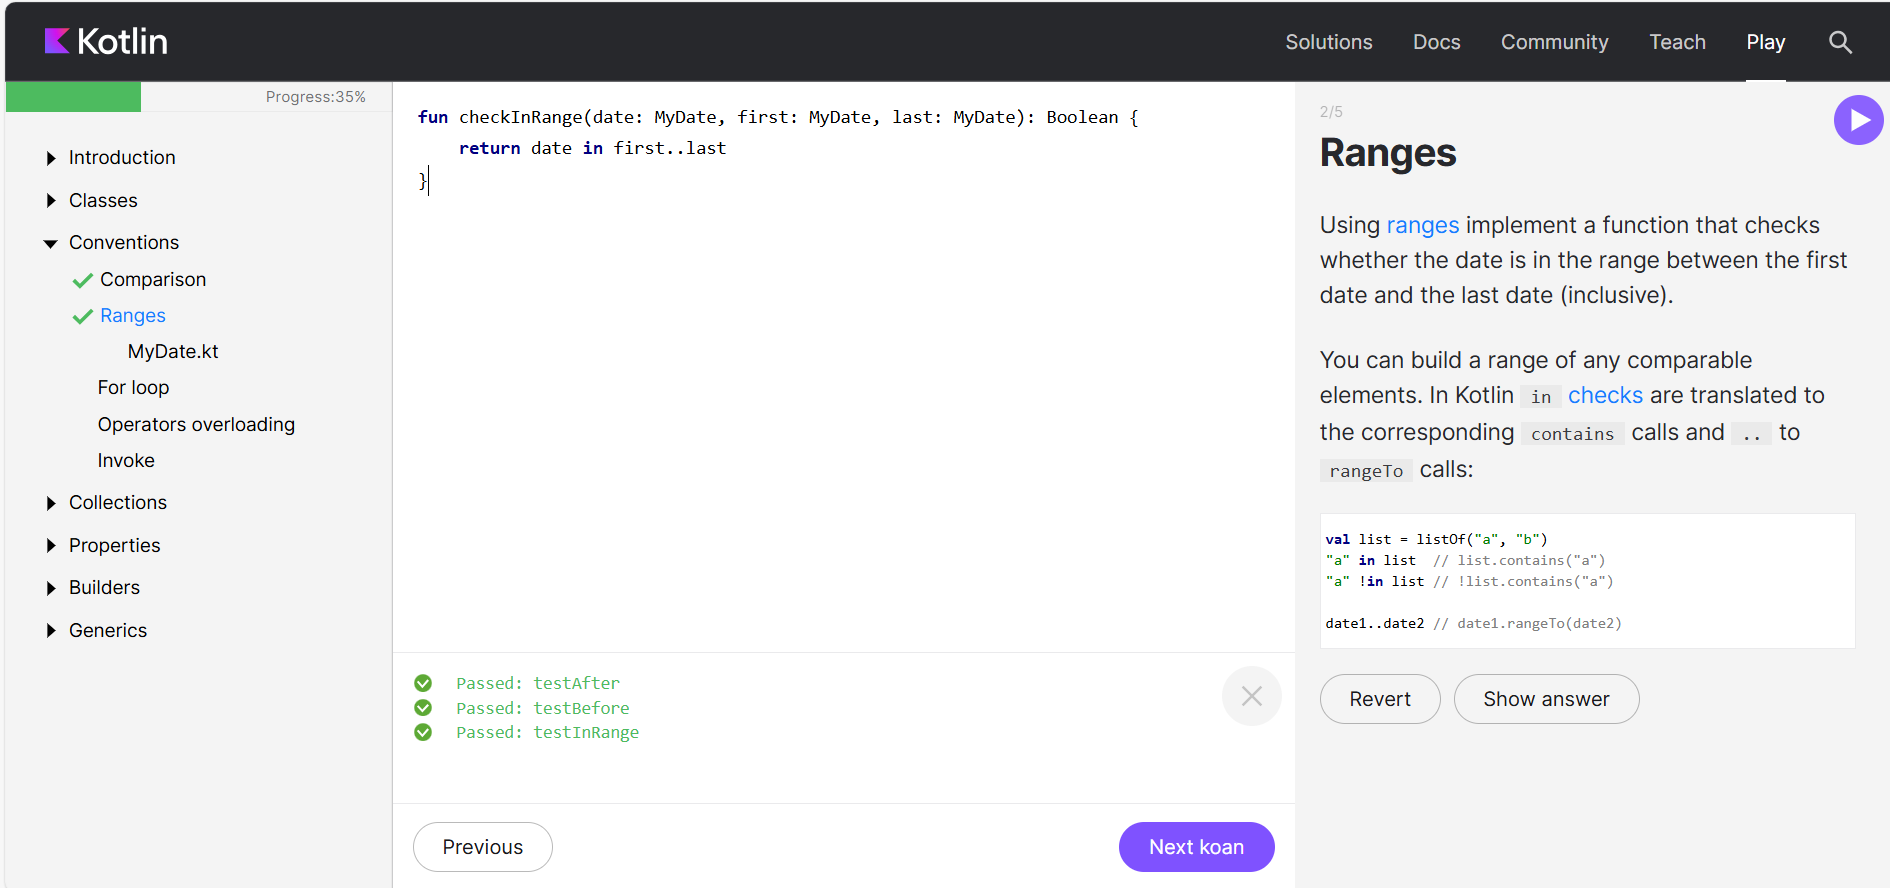 Kotlin
Solutions
Docs
Community
Teach
Play
Progress:35%
Introduction
Classes
Conventions
Comparison
Ranges
MyDate.kt
For loop
Operators overloading
Invoke
Collections
Properties
Builders
Generics
fun checkInRange(date: MyDate, first: MyDate, last: MyDate): Boolean {
    return date in first..last
}
Passed: testAfter
Passed: testBefore
Passed: testInRange
Previous
Next koan
2/5
Ranges
Using ranges implement a function that checks
whether the date is in the range between the first
date and the last date (inclusive).
You can build a range of any comparable
elements. In Kotlin in checks are translated to
the corresponding contains calls and .. to
rangeTo calls:
val list = listOf("a", "b")
"a" in list  // list.contains("a")
"a" !in list // !list.contains("a")
date1..date2 // date1.rangeTo(date2)
Revert
Show answer